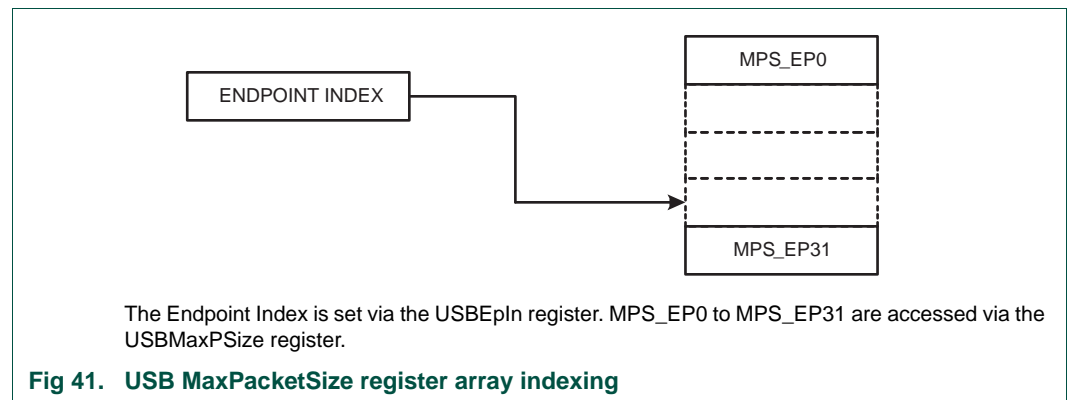 MPS_EP0
ENDPOINT INDEX
MPS_EP31
The Endpoint Index is set via the USBEpIn register. MPS_EP0 to MPS_EP31 are accessed via the
USBMaxPSize register.
Fig 41. USB MaxPacketSize register array indexing